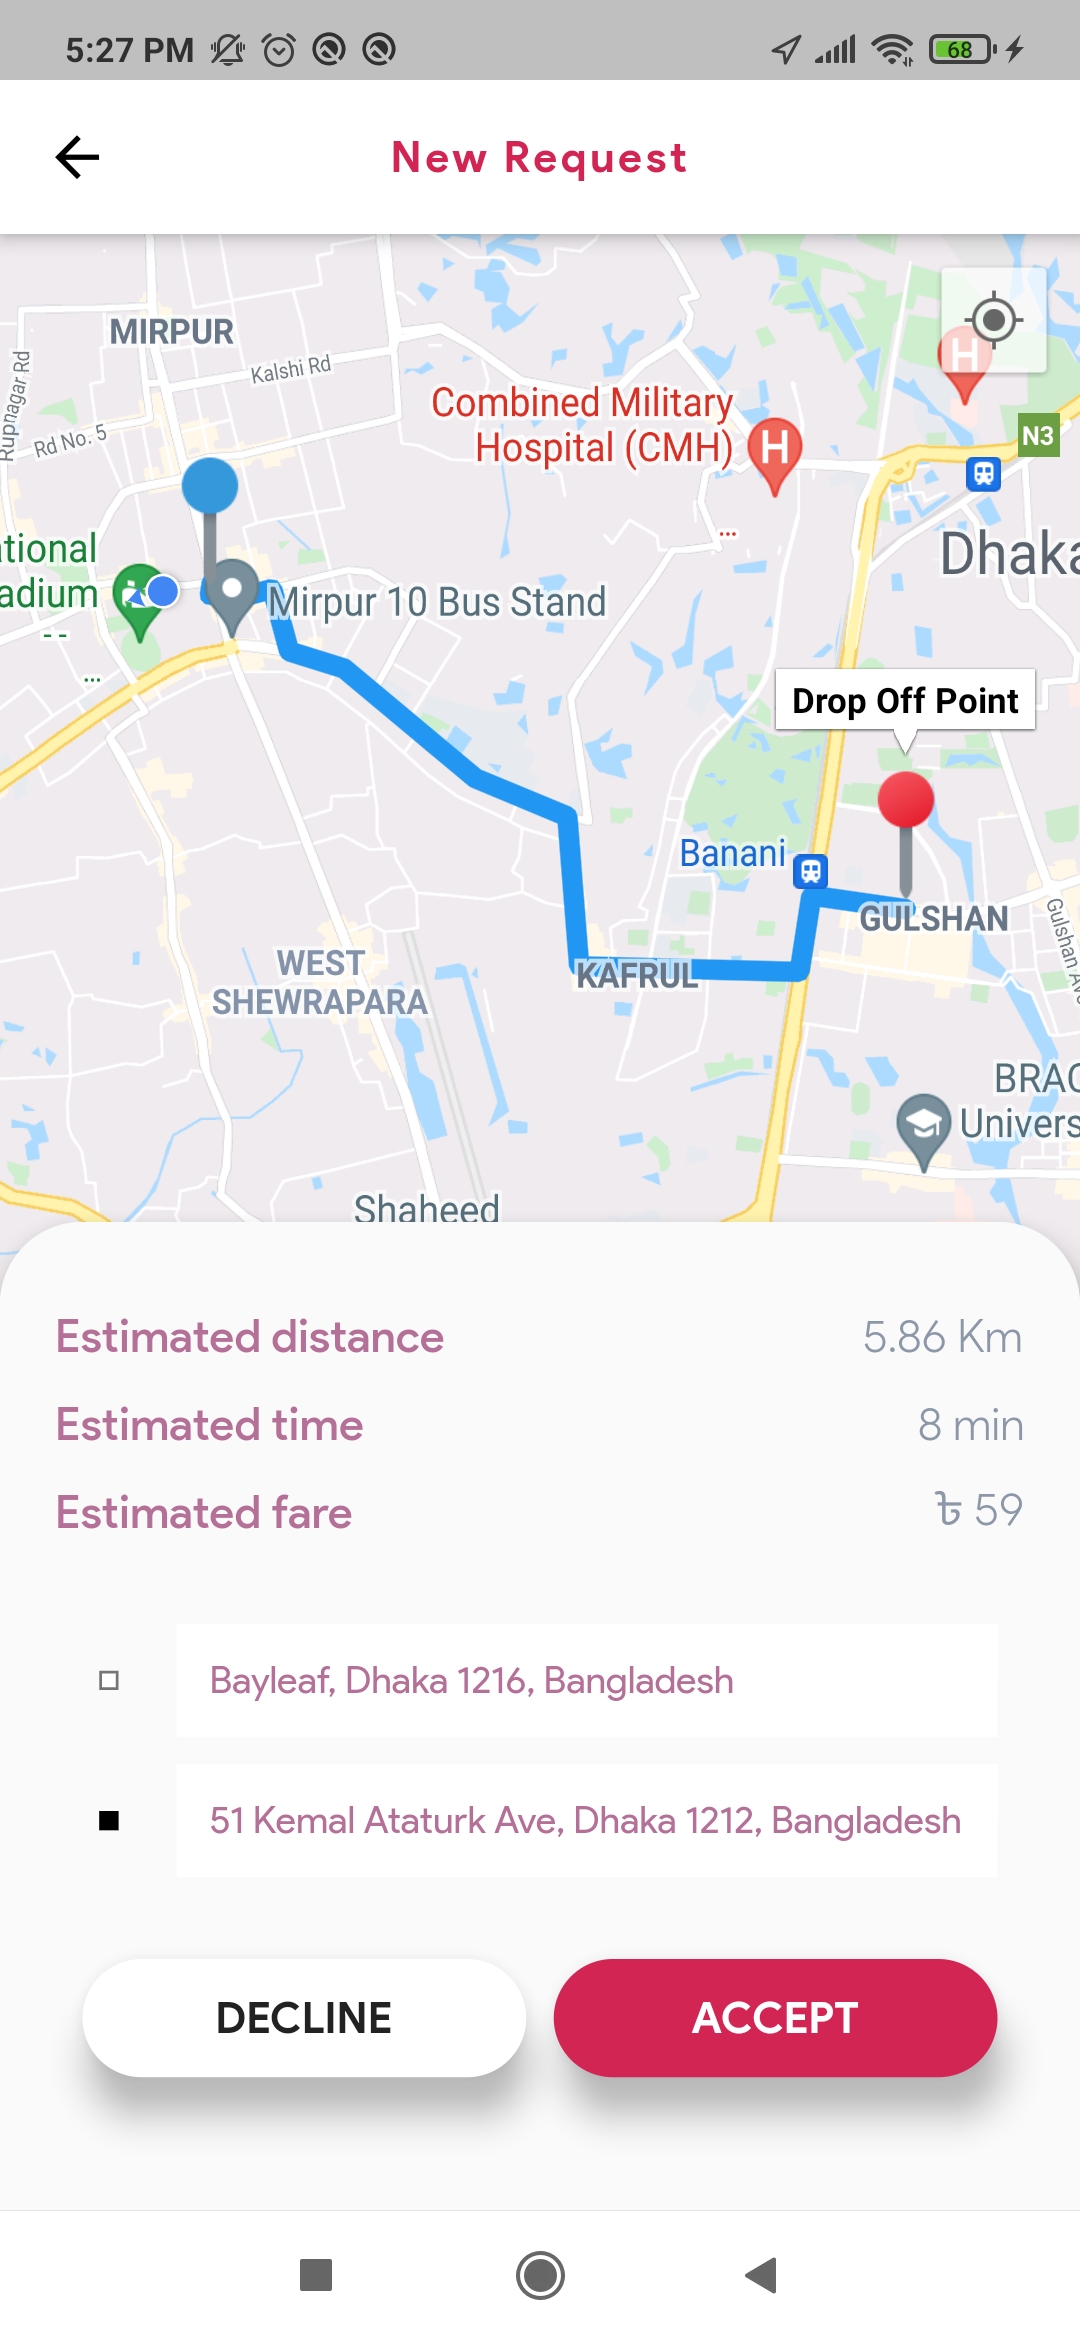 5:27 PM
68
New Request
MIRPUR
Kalshi Rd
Rupnagar Rd
Rd No. 5
Combined Military
Hospital (CMH)
H
H
N3
Dhaka
tional
adium
Mirpur 10 Bus Stand
Drop Off Point
Banani
GULSHAN
Gulshan Av
KAFRUL
WEST
SHEWRAPARA
BRAC
Univers
Shaheed
Estimated distance
5.86 Km
Estimated time
8 min
Estimated fare
৳ 59
Bayleaf, Dhaka 1216, Bangladesh
51 Kemal Ataturk Ave, Dhaka 1212, Bangladesh
DECLINE
ACCEPT